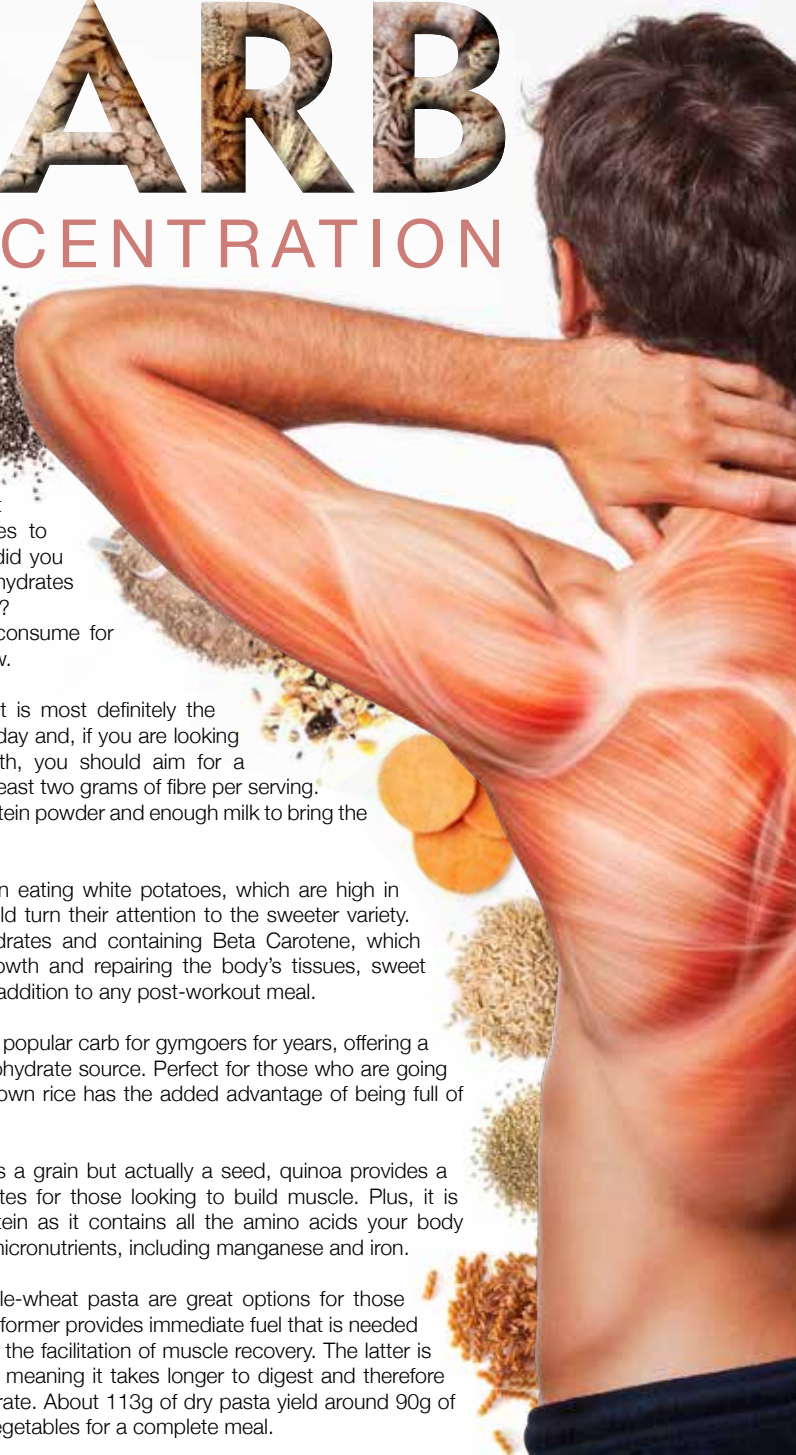 ARB
CENTRATION
es to
did you
hydrates
?
consume for
w.
t is most definitely the
day and, if you are looking
th, you should aim for a
east two grams of fibre per serving.
tein powder and enough milk to bring the
n eating white potatoes, which are high in
ld turn their attention to the sweeter variety.
drates and containing Beta Carotene, which
owth and repairing the body's tissues, sweet
addition to any post-workout meal.
popular carb for gymgoers for years, offering a
ohydrate source. Perfect for those who are going
own rice has the added advantage of being full of
s a grain but actually a seed, quinoa provides a
tes for those looking to build muscle. Plus, it is
tein as it contains all the amino acids your body
micronutrients, including manganese and iron.
le-wheat pasta are great options for those
former provides immediate fuel that is needed
the facilitation of muscle recovery. The latter is
meaning it takes longer to digest and therefore
rate. About 113g of dry pasta yield around 90g of
egetables for a complete meal.